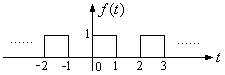 f(t)
...... 1 ......
-2 -1 0 1 2 3 t